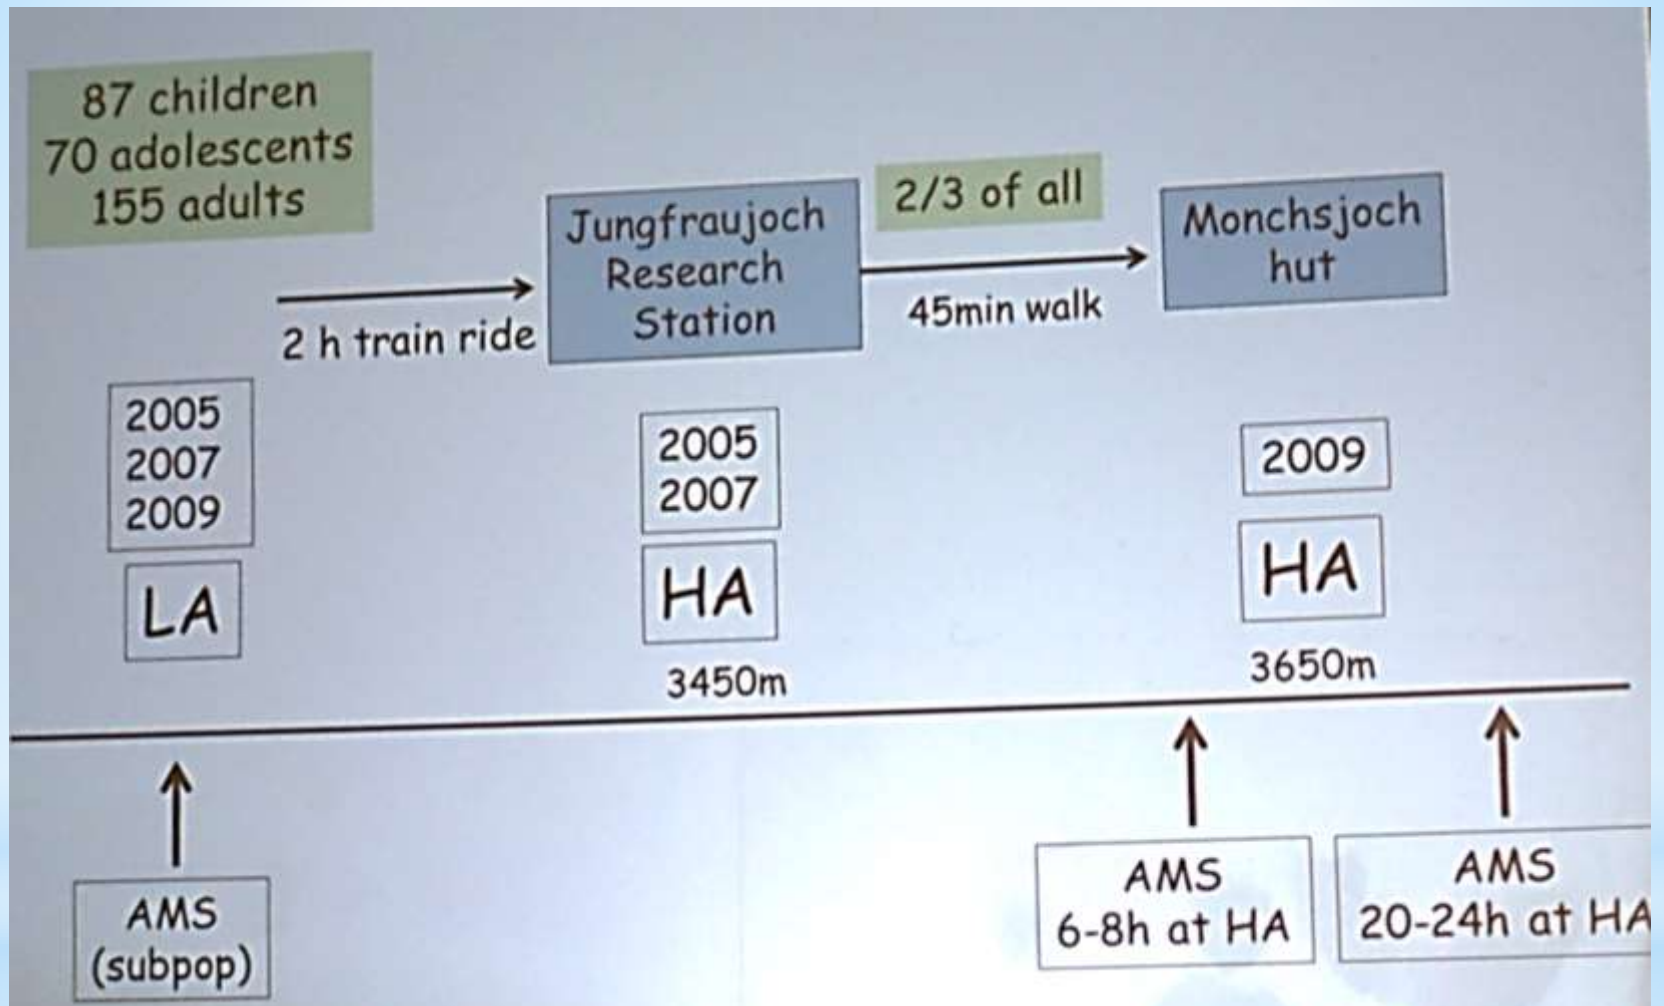 87 children
70 adolescents
155 adults
2 h train ride
Jungfraujoch
Research
Station
2/3 of all
45min walk
Monchsjoch
hut
2005
2007
2009
LA
2005
2007
HA
3450m
2009
HA
3650m
AMS
(subpop)
AMS
6-8h at HA
AMS
20-24h at HA